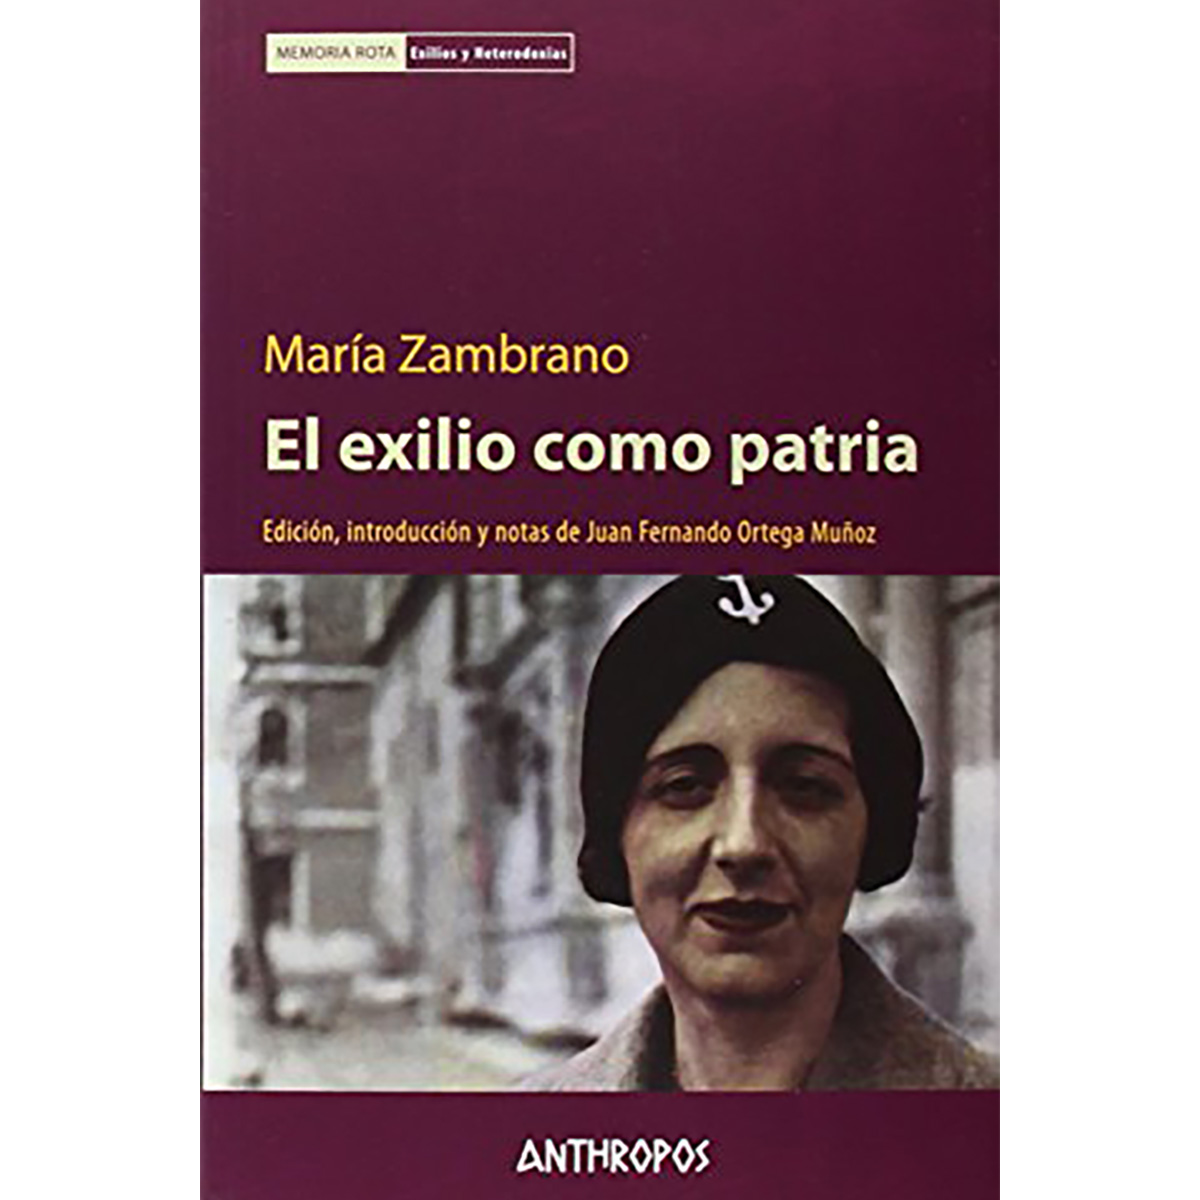 MEMORIA ROTA Exilios y Heterodoxias
María Zambrano
El exilio como patria
Edición, introducción y notas de Juan Fernando Ortega Muñoz
ANTHROPOS